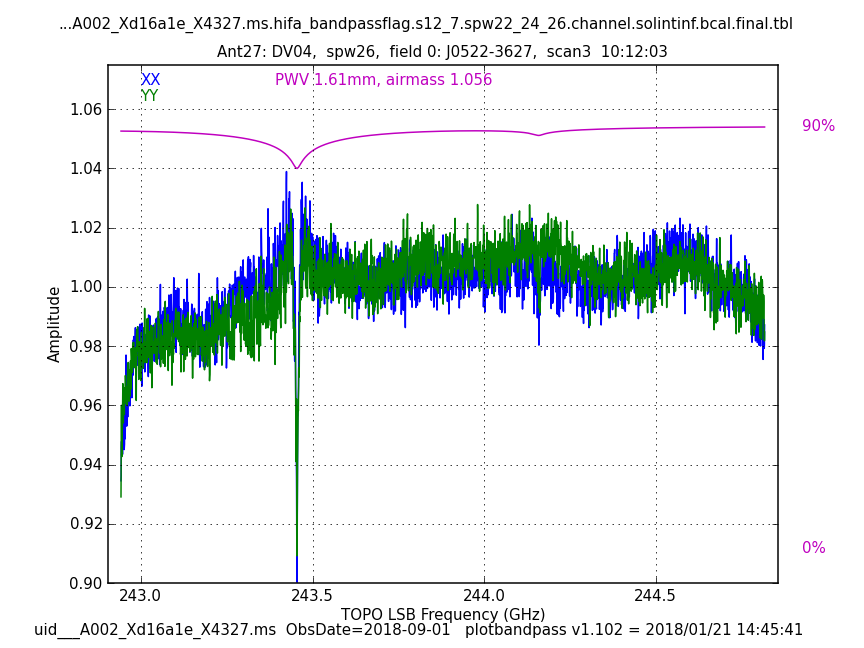 ...A002_Xd16a1e_X4327.ms.hifa_bandpassflag.s12_7.spw22_24_26.channel.solintinf.bcal.final.tbl
Ant27: DV04, spw26, field 0: J0522-3627, scan3 10:12:03
XX
PWV 1.61mm, airmass 1.056
YY
1.06
90%
1.04
1.02
1.00
Amplitude
0.98
0.96
0.94
0.92
0%
0.90
243.0 243.5 244.0 244.5
TOPO LSB Frequency (GHz)
uid___A002_Xd16a1e_X4327.ms ObsDate=2018-09-01 plotbandpass v1.102 = 2018/01/21 14:45:41